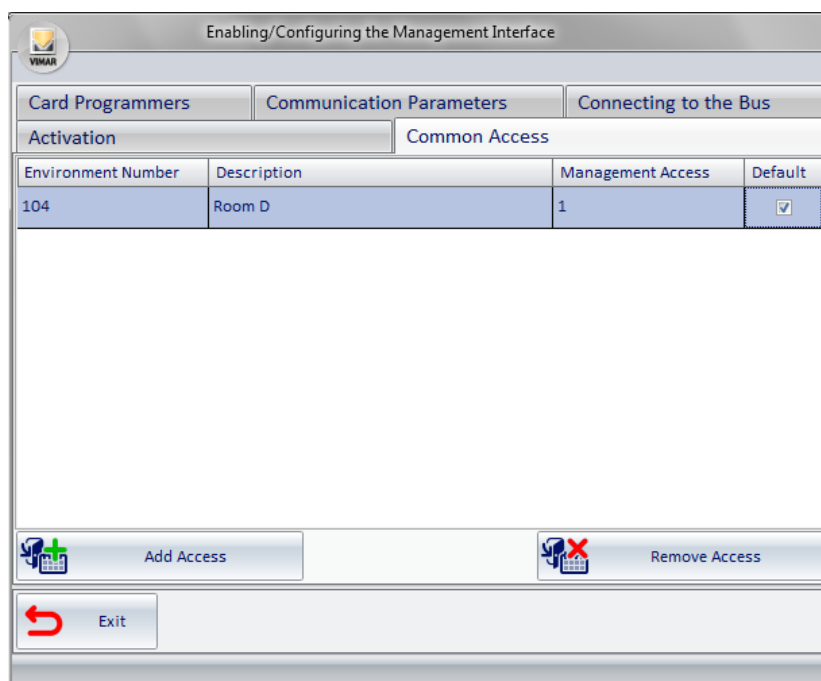 Enabling/Configuring the Management Interface
VIMAR
Card Programmers Communication Parameters Connecting to the Bus
Activation Common Access
Environment Number Description Management Access Default
104 Room D 1
Add Access Remove Access
Exit